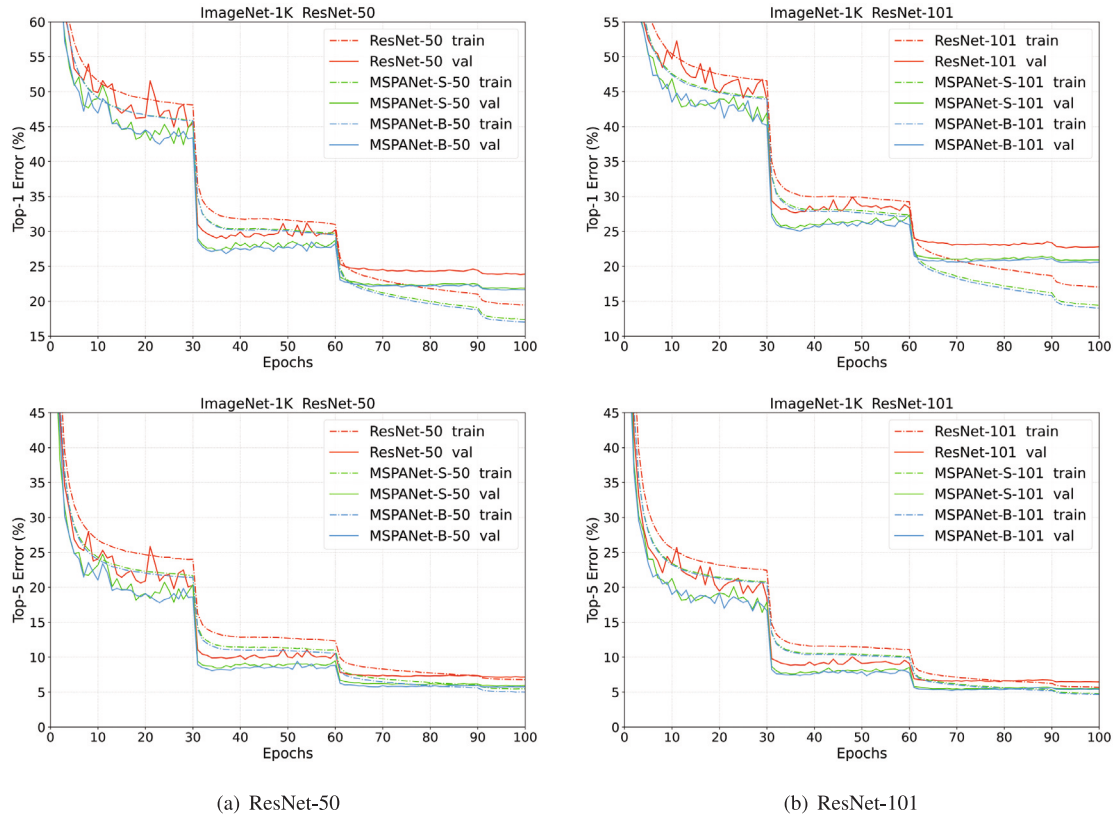 ImageNet-1K ResNet-50
60
55
50
45
40
35
30
25
20
15
Top-1 Error (%)
0 10 20 30 40 50 60 70 80 90 100
Epochs
ResNet-50 train
ResNet-50 val
MSPANet-S-50 train
MSPANet-S-50 val
MSPANet-B-50 train
MSPANet-B-50 val
ImageNet-1K ResNet-101
55
50
45
40
35
30
25
20
15
10
Top-1 Error (%)
0 10 20 30 40 50 60 70 80 90 100
Epochs
ResNet-101 train
ResNet-101 val
MSPANet-S-101 train
MSPANet-S-101 val
MSPANet-B-101 train
MSPANet-B-101 val
ImageNet-1K ResNet-50
45
40
35
30
25
20
15
10
5
0
Top-5 Error (%)
0 10 20 30 40 50 60 70 80 90 100
Epochs
ResNet-50 train
ResNet-50 val
MSPANet-S-50 train
MSPANet-S-50 val
MSPANet-B-50 train
MSPANet-B-50 val
ImageNet-1K ResNet-101
45
40
35
30
25
20
15
10
5
0
Top-5 Error (%)
0 10 20 30 40 50 60 70 80 90 100
Epochs
ResNet-101 train
ResNet-101 val
MSPANet-S-101 train
MSPANet-S-101 val
MSPANet-B-101 train
MSPANet-B-101 val
(a) ResNet-50
(b) ResNet-101